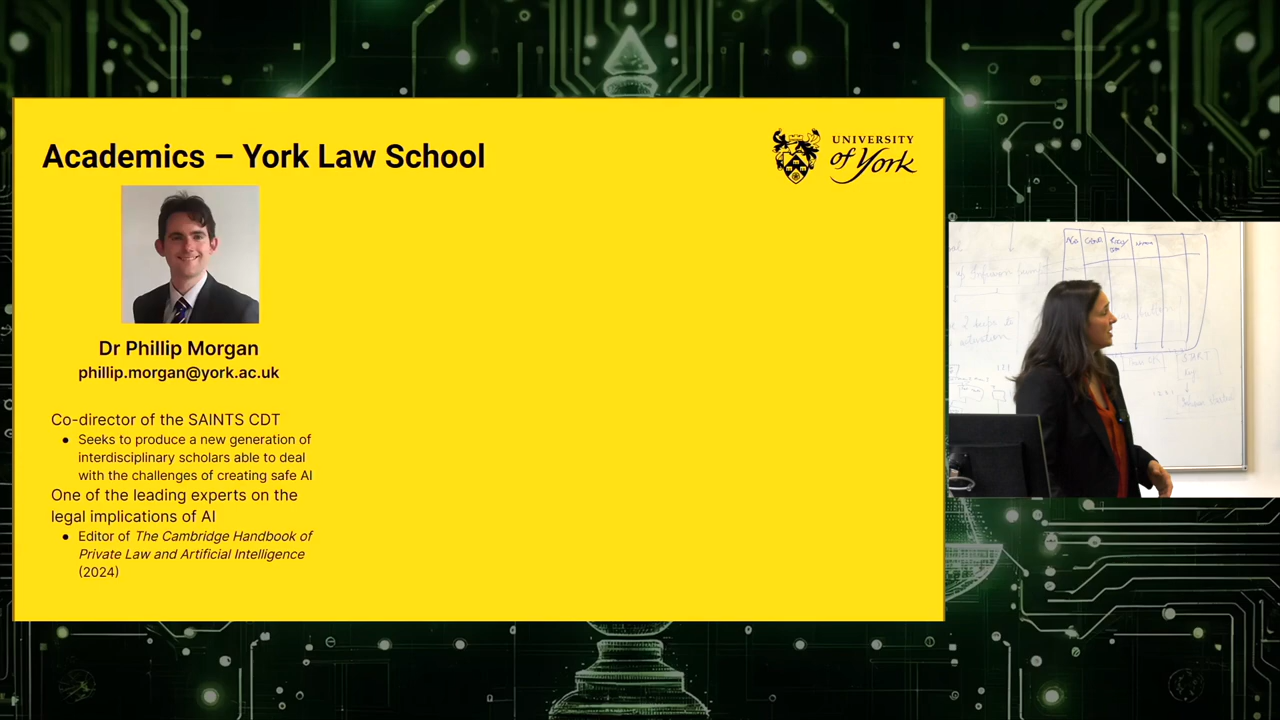 Academics – York Law School
UNIVERSITY
of York
Dr Phillip Morgan
phillip.morgan@york.ac.uk
Co-director of the SAINTS CDT
● Seeks to produce a new generation of
interdisciplinary scholars able to deal
with the challenges of creating safe AI
One of the leading experts on the
legal implications of AI
● Editor of The Cambridge Handbook of
Private Law and Artificial Intelligence
(2024)
START